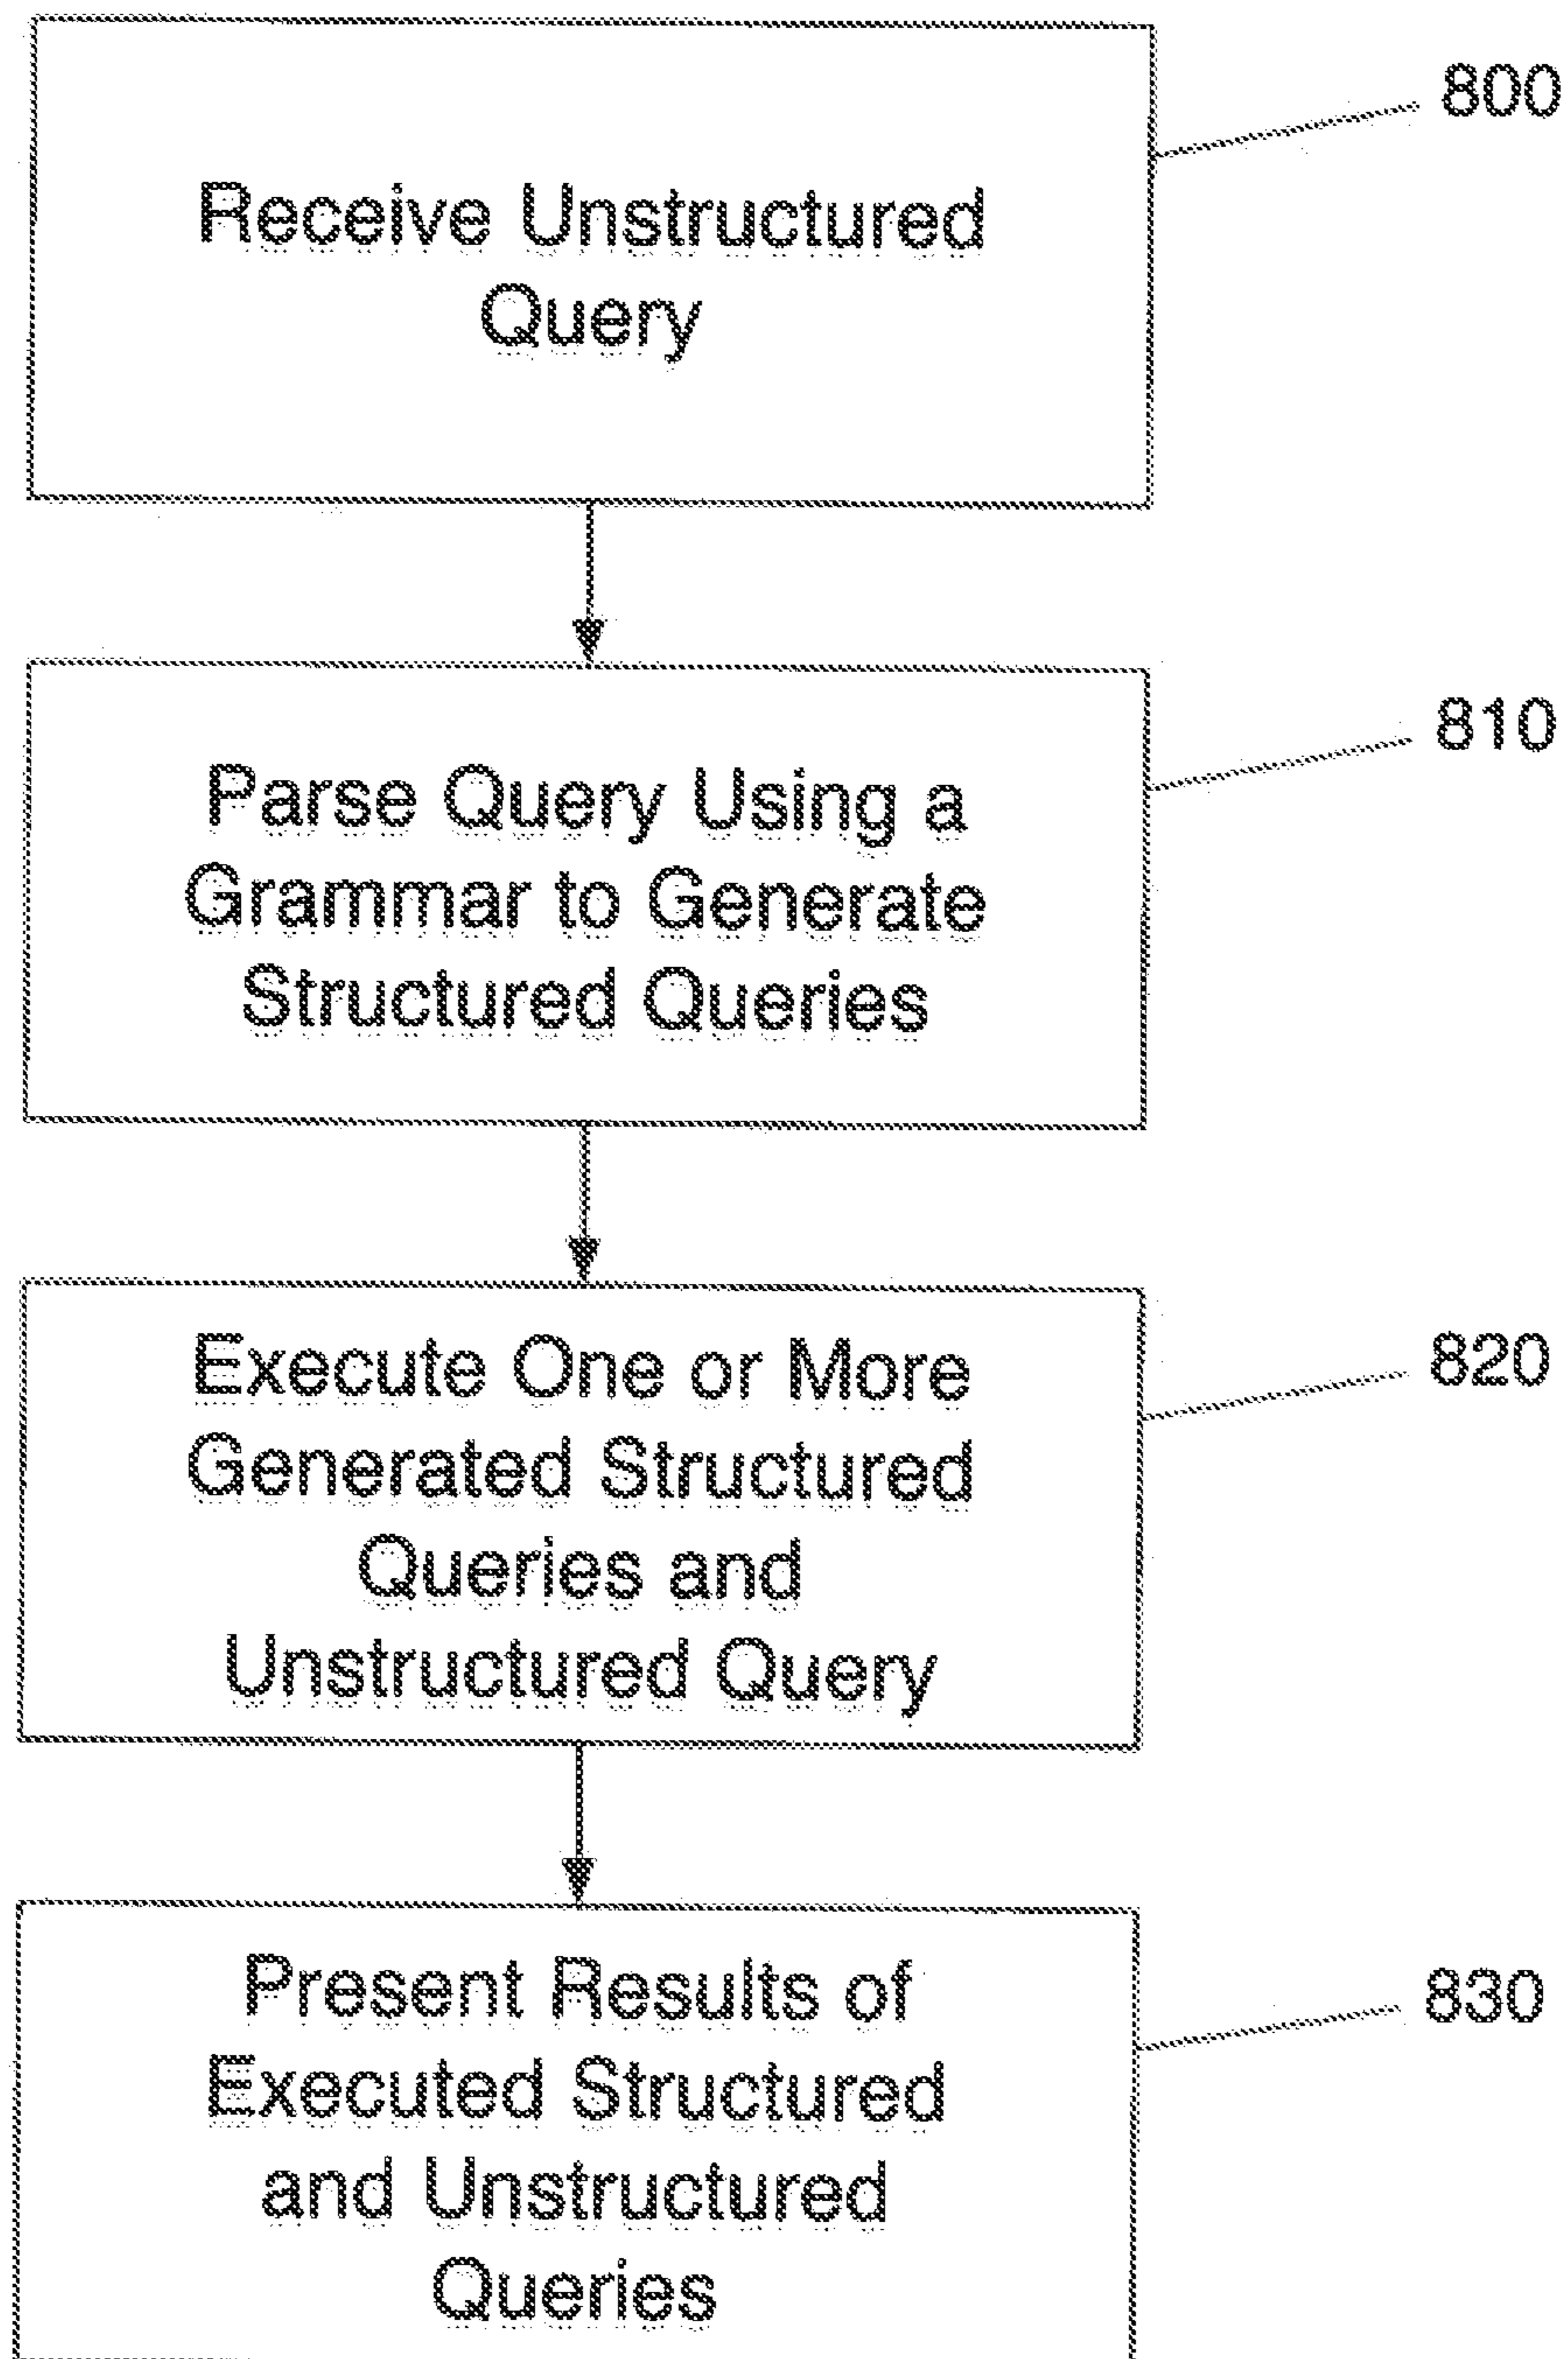 Receive Unstructured
Query
800
Parse Query Using a
Grammar to Generate
Structured Queries
810
Execute One or More
Generated Structured
Queries and
Unstructured Query
820
Present Results of
Executed Structured
and Unstructured
Queries
830